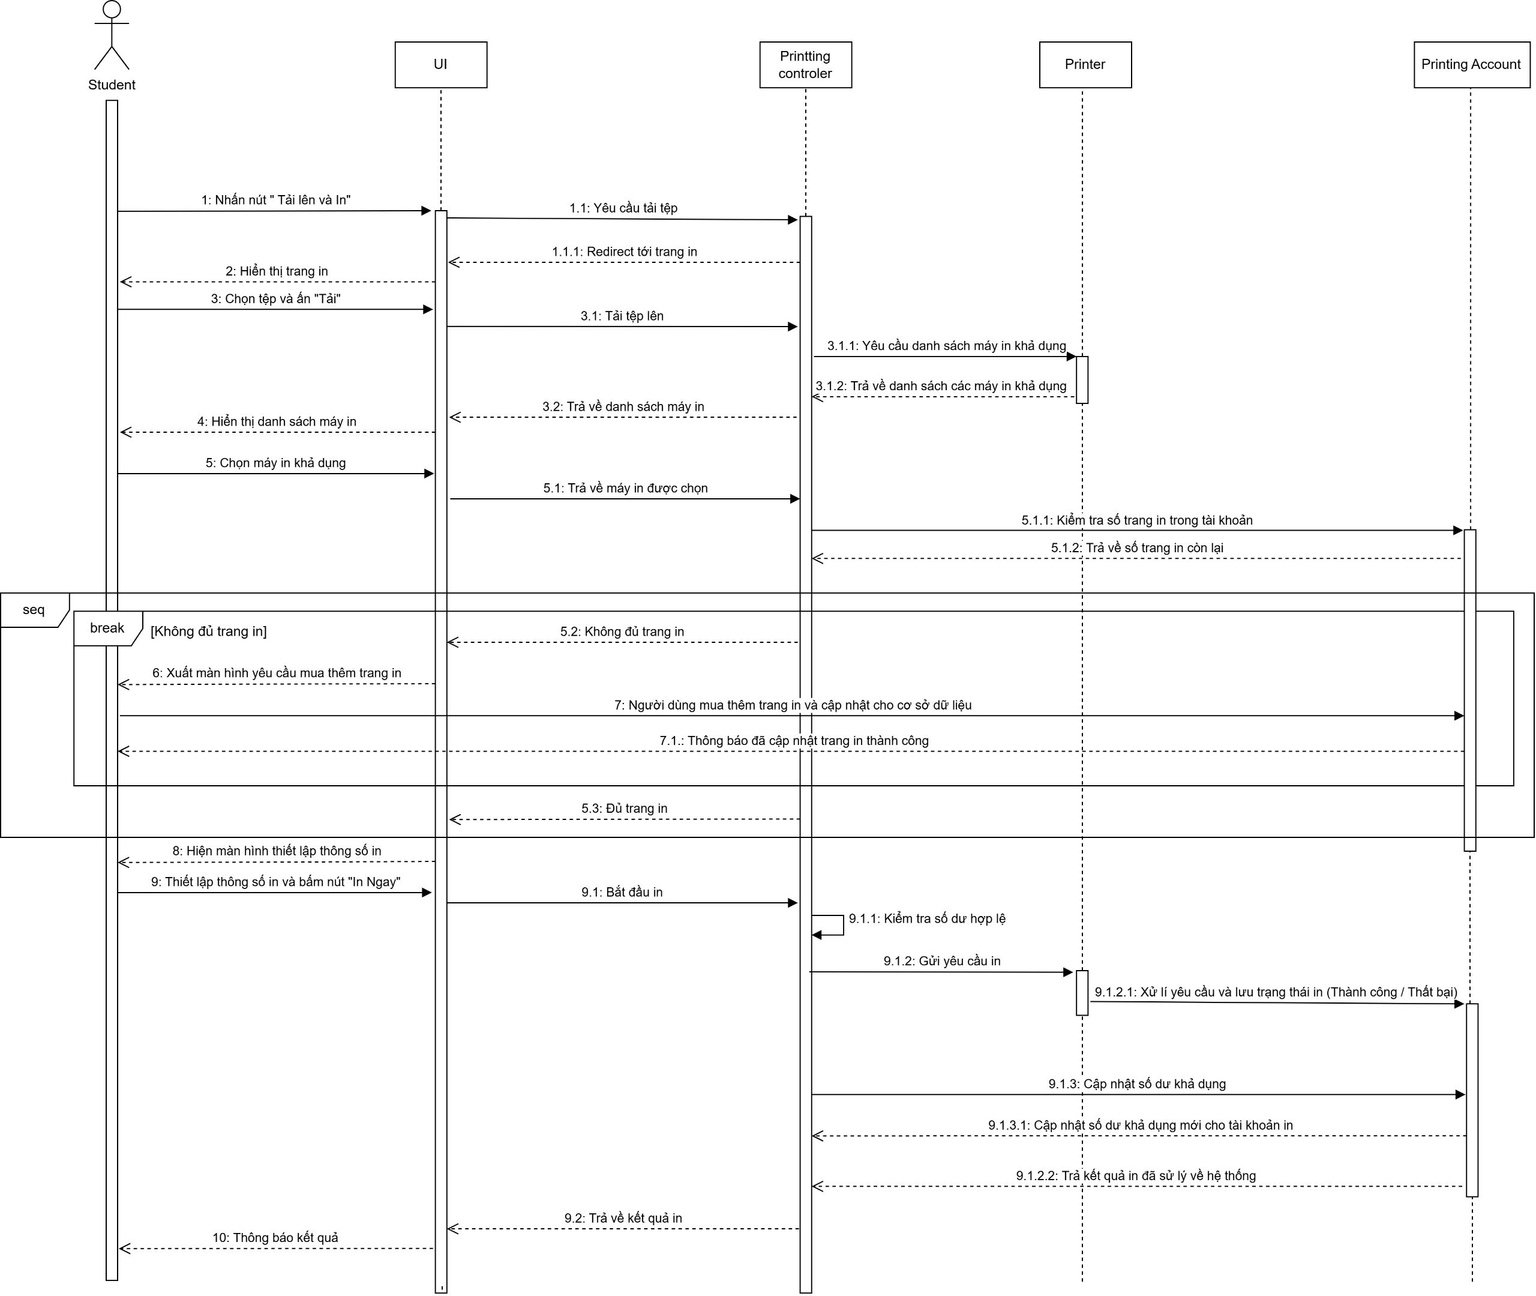 Student
UI
Printting
controler
Printer
Printing Account
1: Nhấn nút " Tải lên và In"
1.1: Yêu cầu tải tệp
1.1.1: Redirect tới trang in
2: Hiển thị trang in
3: Chọn tệp và ấn "Tải"
3.1: Tải tệp lên
3.1.1: Yêu cầu danh sách máy in khả dụng
3.1.2: Trả về danh sách các máy in khả dụng
3.2: Trả về danh sách máy in
4: Hiển thị danh sách máy in
5: Chọn máy in khả dụng
5.1: Trả về máy in được chọn
5.1.1: Kiểm tra số trang in trong tài khoản
5.1.2: Trả về số trang in còn lại
seq
break
[Không đủ trang in]
5.2: Không đủ trang in
6: Xuất màn hình yêu cầu mua thêm trang in
7: Người dùng mua thêm trang in và cập nhật cho cơ sở dữ liệu
7.1.: Thông báo đã cập nhật trang in thành công
5.3: Đủ trang in
8: Hiện màn hình thiết lập thông số in
9: Thiết lập thông số in và bấm nút "In Ngay"
9.1: Bắt đầu in
9.1.1: Kiểm tra số dư hợp lệ
9.1.2: Gửi yêu cầu in
9.1.2.1: Xử lí yêu cầu và lưu trạng thái in (Thành công / Thất bại)
9.1.3: Cập nhật số dư khả dụng
9.1.3.1: Cập nhật số dư khả dụng mới cho tài khoản in
9.1.2.2: Trả kết quả in đã sử lý về hệ thống
9.2: Trả về kết quả in
10: Thông báo kết quả